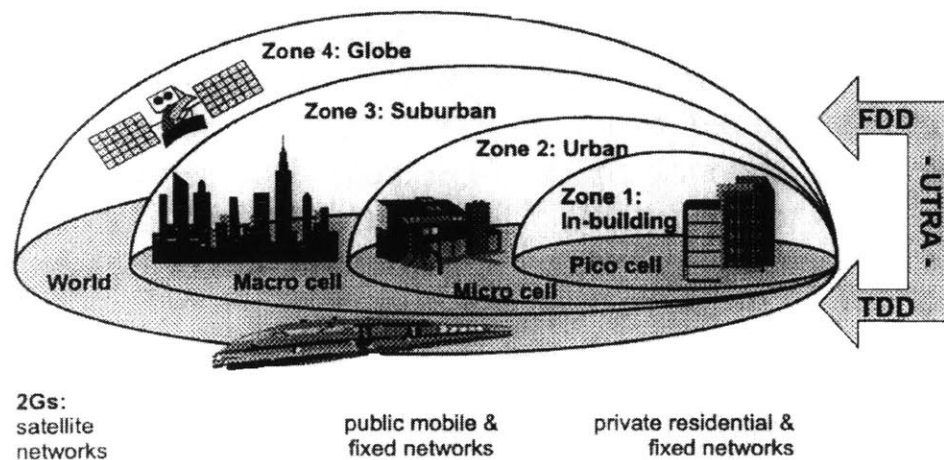 Zone 4: Globe
Zone 3: Suburban
Zone 2: Urban
Zone 1:
In-building
FDD
- UTRA -
TDD
World
Macro cell
Micro cell
Pico cell
2Gs:
satellite
networks
public mobile &
fixed networks
private residential &
fixed networks